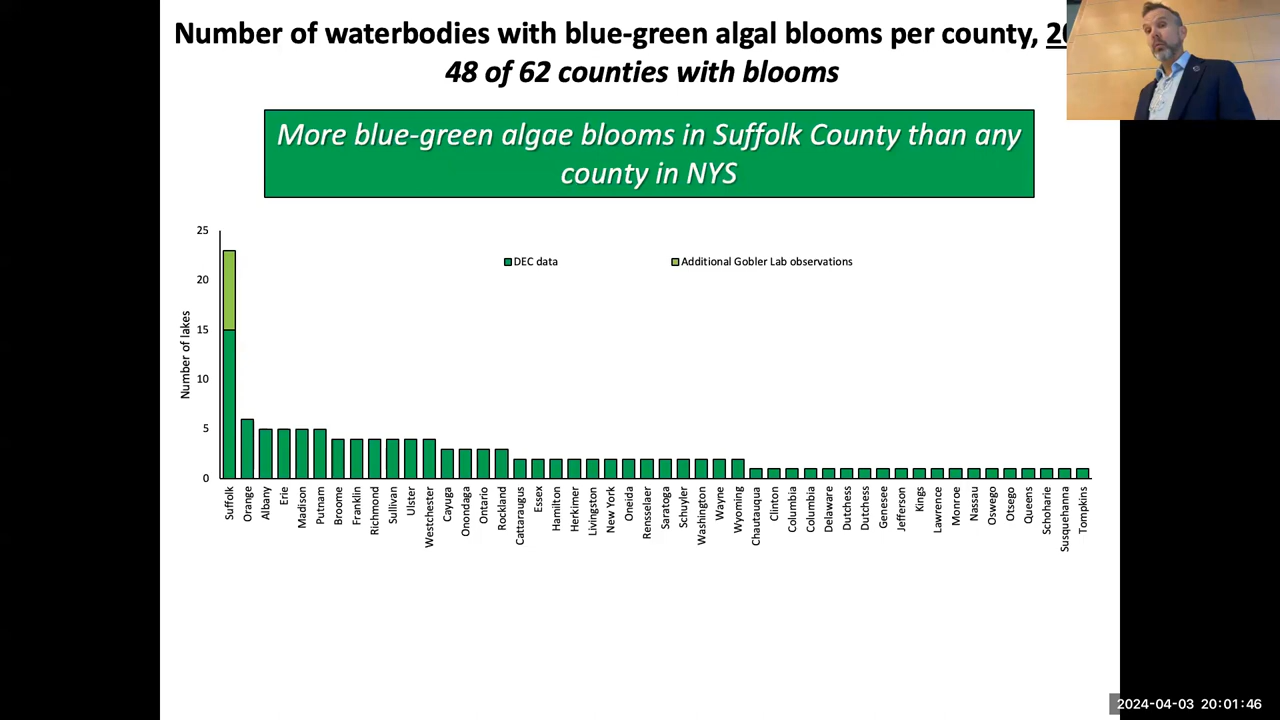 Number of waterbodies with blue-green algal blooms per county,
48 of 62 counties with blooms
More blue-green algae blooms in Suffolk County than any
county in NYS
25
20
15
10
5
0
Number of lakes
DEC data
Additional Gobler Lab observations
Suffolk
Orange
Albany
Erie
Madison
Putnam
Broome
Franklin
Richmond
Sullivan
Ulster
Westchester
Cayuga
Onondaga
Ontario
Rockland
Cattaraugus
Essex
Hamilton
Herkimer
Livingston
New York
Oneida
Rensselaer
Saratoga
Schuyler
Washington
Wayne
Wyoming
Chautauqua
Clinton
Columbia
Columbia
Delaware
Dutchess
Dutchess
Genesee
Jefferson
Kings
Lawrence
Monroe
Nassau
Oswego
Otsego
Queens
Schoharie
Susquehanna
Tompkins
2024-04-03 20:01:46